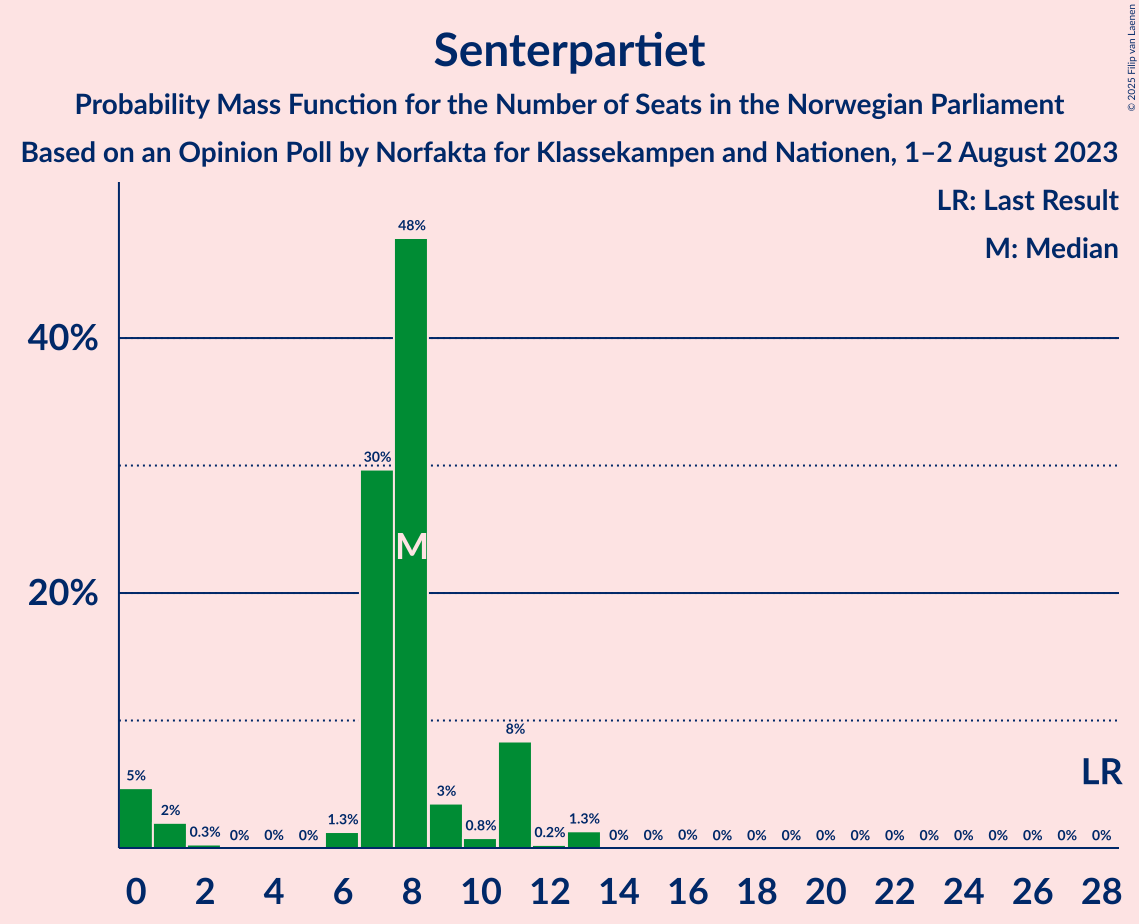 Senterpartiet
Probability Mass Function for the Number of Seats in the Norwegian Parliament
Based on an Opinion Poll by Norfakta for Klassekampen and Nationen, 1–2 August 2023
© 2025 Filip van Laenen
LR: Last Result
M: Median
48%
40%
30%
M
20%
8%
LR
5%
3%
2%
1.3%
1.3%
0.8%
0.3% 0% 0% 0% 0.2% 0% 0% 0% 0% 0% 0% 0% 0% 0% 0% 0% 0% 0% 0% 0%
0 2 4 6 8 10 12 14 16 18 20 22 24 26 28